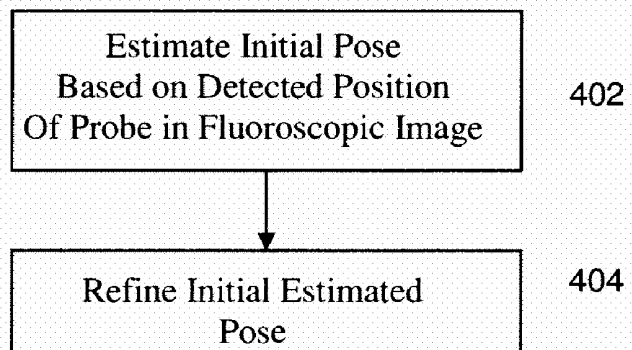 Estimate Initial Pose
Based on Detected Position
Of Probe in Fluoroscopic Image
402
Refine Initial Estimated
Pose
404